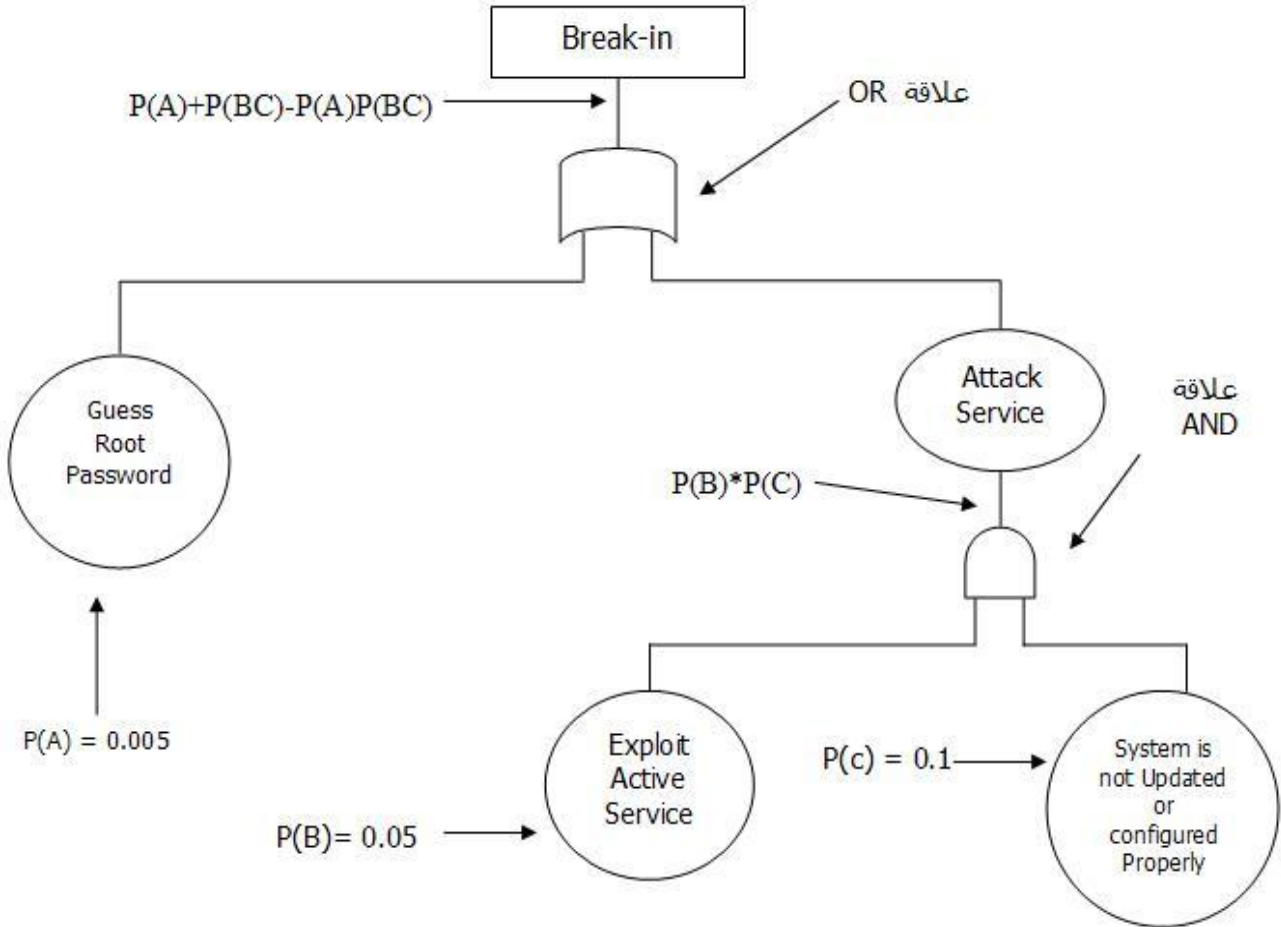 Break-in
P(A)+P(BC)-P(A)P(BC)
OR علاقة
Guess
Root
Password
Attack
Service
علاقة
AND
P(B)*P(C)
P(A) = 0.005
Exploit
Active
Service
P(B)= 0.05
P(c) = 0.1
System is
not Updated
or
configured
Properly